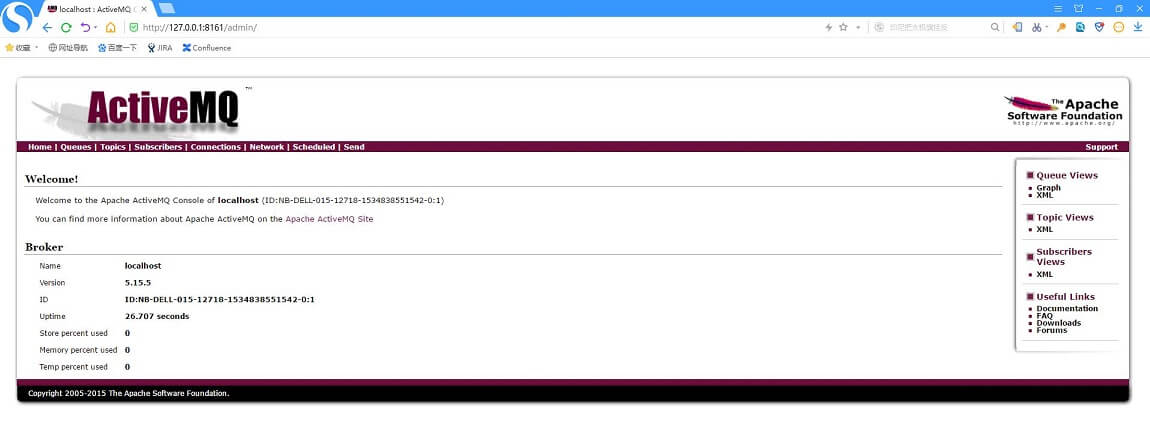 localhost : ActiveMQ C
http://127.0.0.1:8161/admin/
收藏
网址导航
百度一下
JIRA
Confluence
ActiveMQ™
The Apache
Software Foundation
http://www.apache.org/
Home | Queues | Topics | Subscribers | Connections | Network | Scheduled | Send
Support
Welcome!
Welcome to the Apache ActiveMQ Console of localhost (ID:NB-DELL-015-12718-1534838551542-0:1)
You can find more information about Apache ActiveMQ on the Apache ActiveMQ Site
Broker
Name localhost
Version 5.15.5
ID ID:NB-DELL-015-12718-1534838551542-0:1
Uptime 26.707 seconds
Store percent used 0
Memory percent used 0
Temp percent used 0
Queue Views
Graph
XML
Topic Views
XML
Subscribers
Views
XML
Useful Links
Documentation
FAQ
Downloads
Forums
Copyright 2005-2015 The Apache Software Foundation.